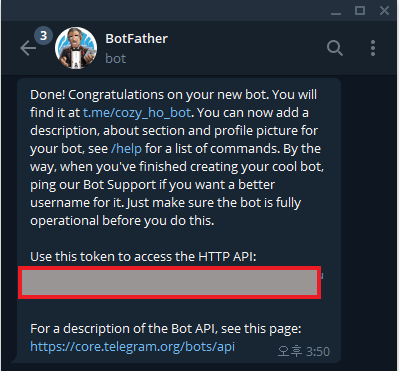 3
BotFather
bot
Done! Congratulations on your new bot. You will
find it at t.me/cozy_ho_bot. You can now add a
description, about section and profile picture for
your bot, see /help for a list of commands. By the
way, when you've finished creating your cool bot,
ping our Bot Support if you want a better
username for it. Just make sure the bot is fully
operational before you do this.
Use this token to access the HTTP API:
For a description of the Bot API, see this page:
https://core.telegram.org/bots/api
오후 3:50